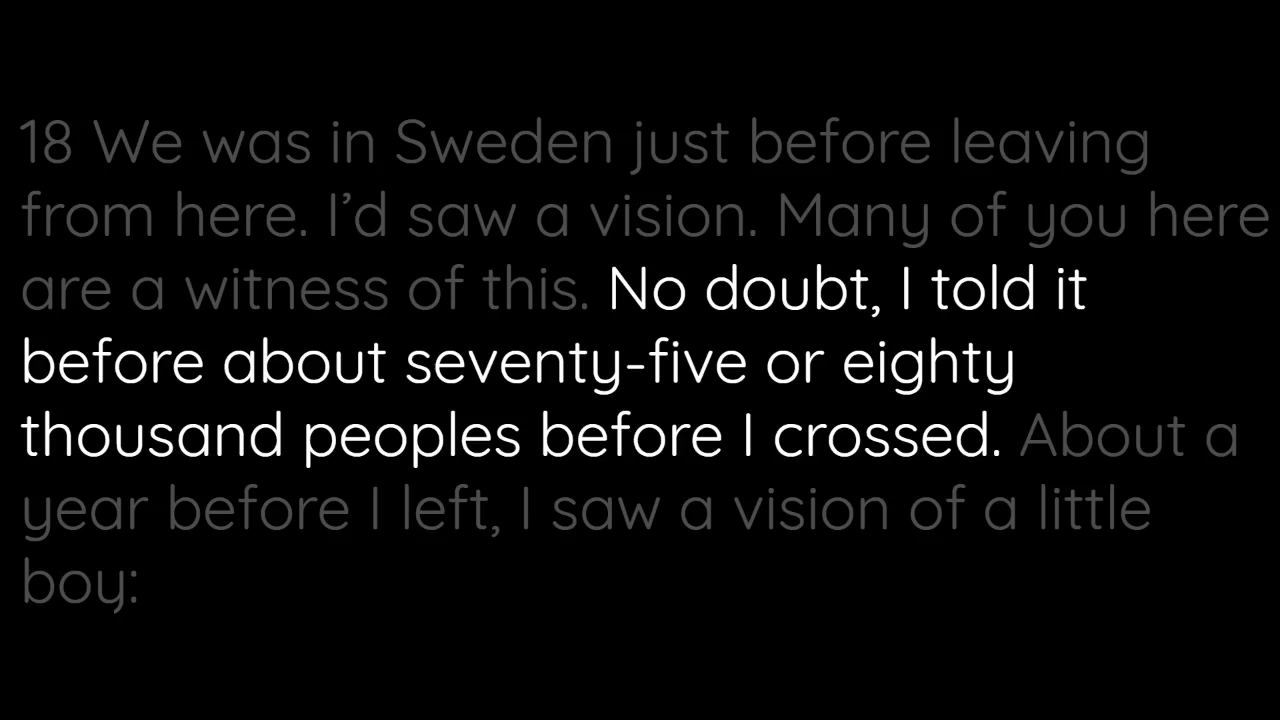 18 We was in Sweden just before leaving
from here. I’d saw a vision. Many of you here
are a witness of this. No doubt, I told it
before about seventy-five or eighty
thousand peoples before I crossed. About a
year before I left, I saw a vision of a little
boy: